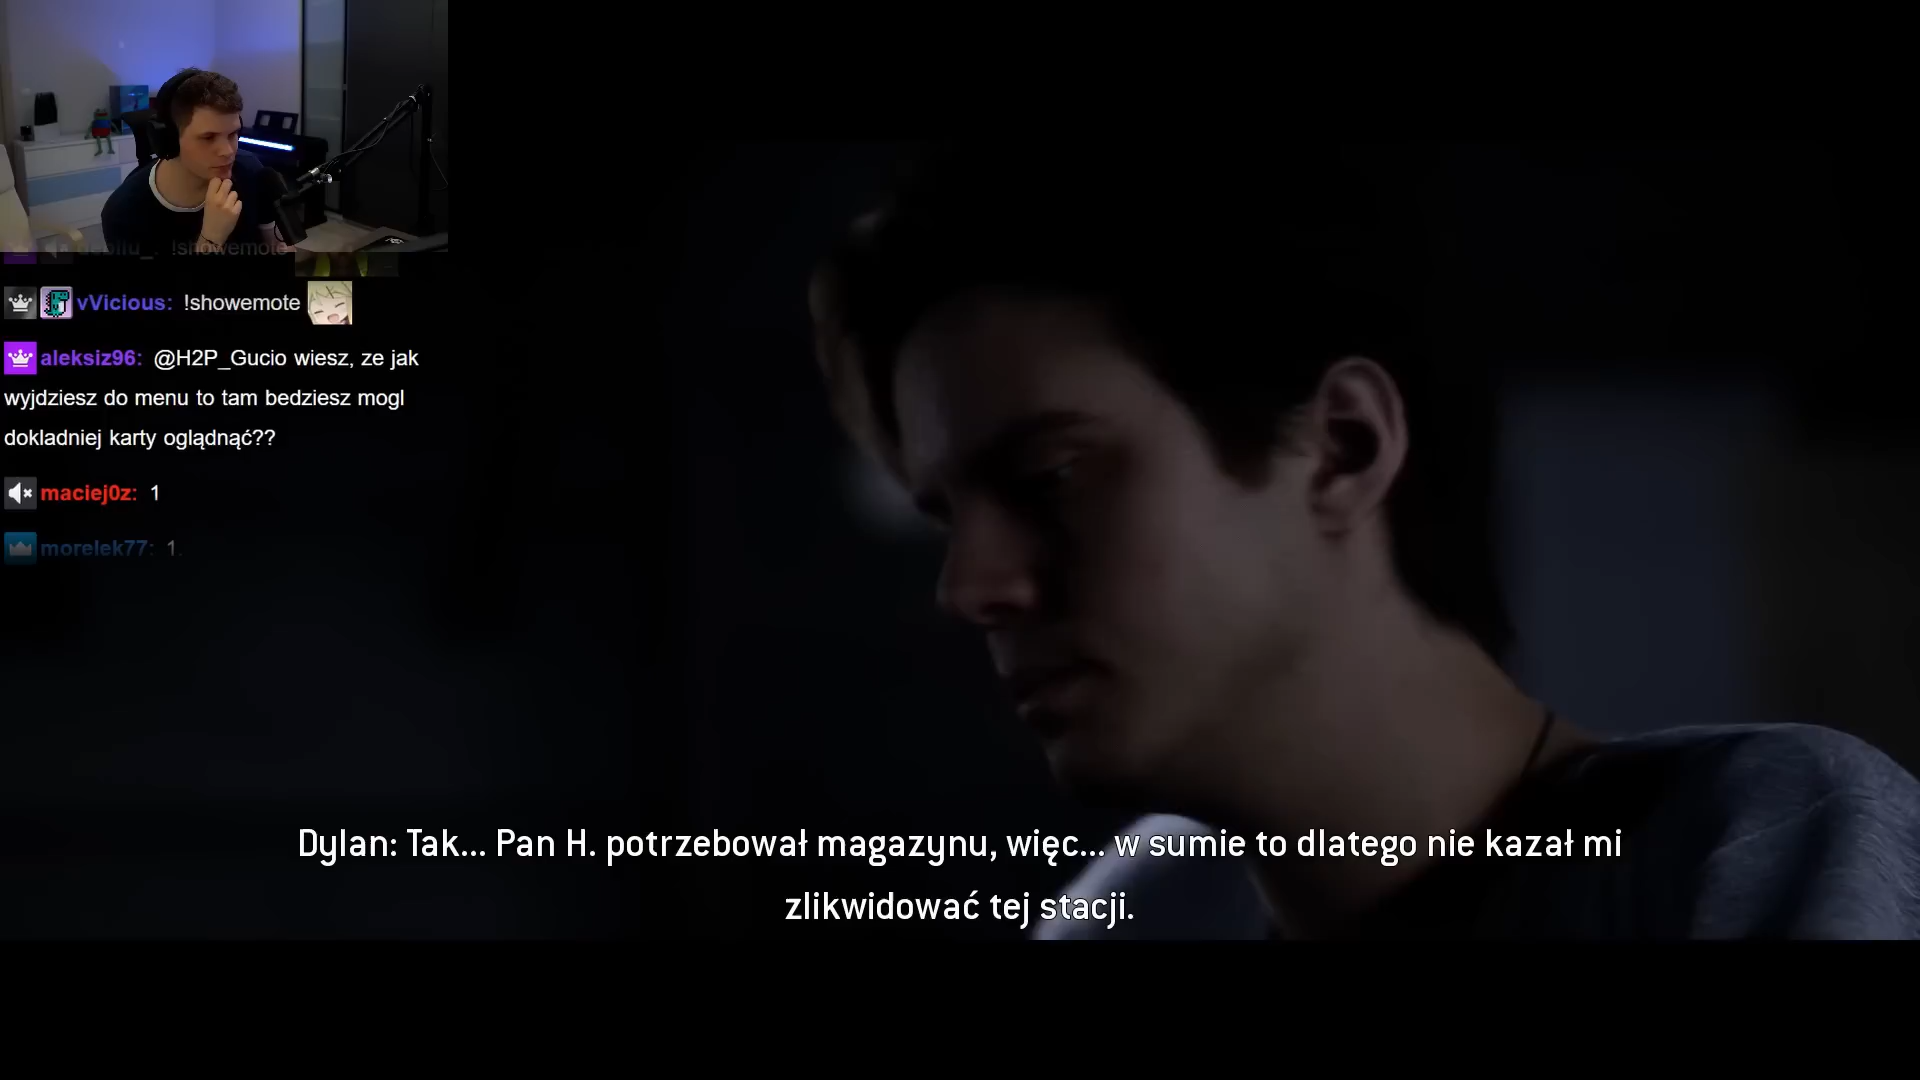 !showemote
vVicious: !showemote
aleksiz96: @H2P_Gucio wiesz, ze jak
wyjdziesz do menu to tam bedziesz mogl
dokladniej karty oglądnąć??
maciej0z: 1
morelek77: 1
Dylan: Tak... Pan H. potrzebował magazynu, więc... w sumie to dlatego nie kazał mi
zlikwidować tej stacji.